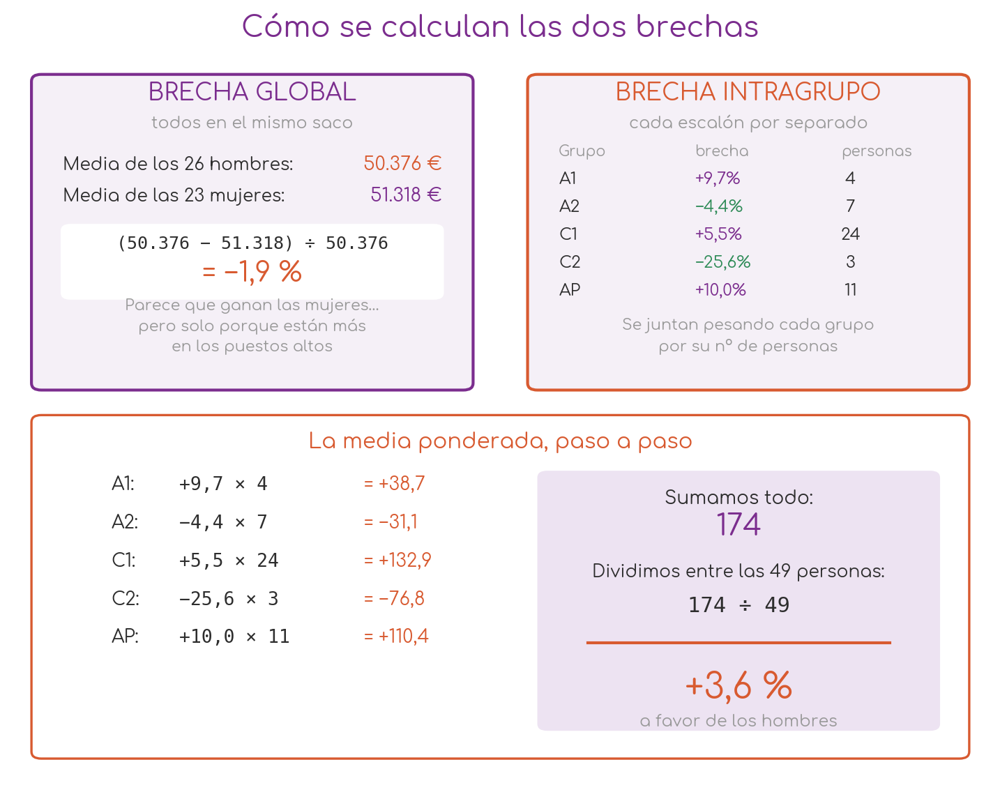 Cómo se calculan las dos brechas
BRECHA GLOBAL
todos en el mismo saco
Media de los 26 hombres: 50.376 €
Media de las 23 mujeres: 51.318 €
(50.376 − 51.318) ÷ 50.376
= −1,9 %
Parece que ganan las mujeres...
pero solo porque están más
en los puestos altos
BRECHA INTRAGRUPO
cada escalón por separado
Grupo brecha personas
A1 +9,7% 4
A2 −4,4% 7
C1 +5,5% 24
C2 −25,6% 3
AP +10,0% 11
Se juntan pesando cada grupo
por su nº de personas
La media ponderada, paso a paso
A1: +9,7 × 4 = +38,7
A2: −4,4 × 7 = −31,1
C1: +5,5 × 24 = +132,9
C2: −25,6 × 3 = −76,8
AP: +10,0 × 11 = +110,4
Sumamos todo:
174
Dividimos entre las 49 personas:
174 ÷ 49
+3,6 %
a favor de los hombres